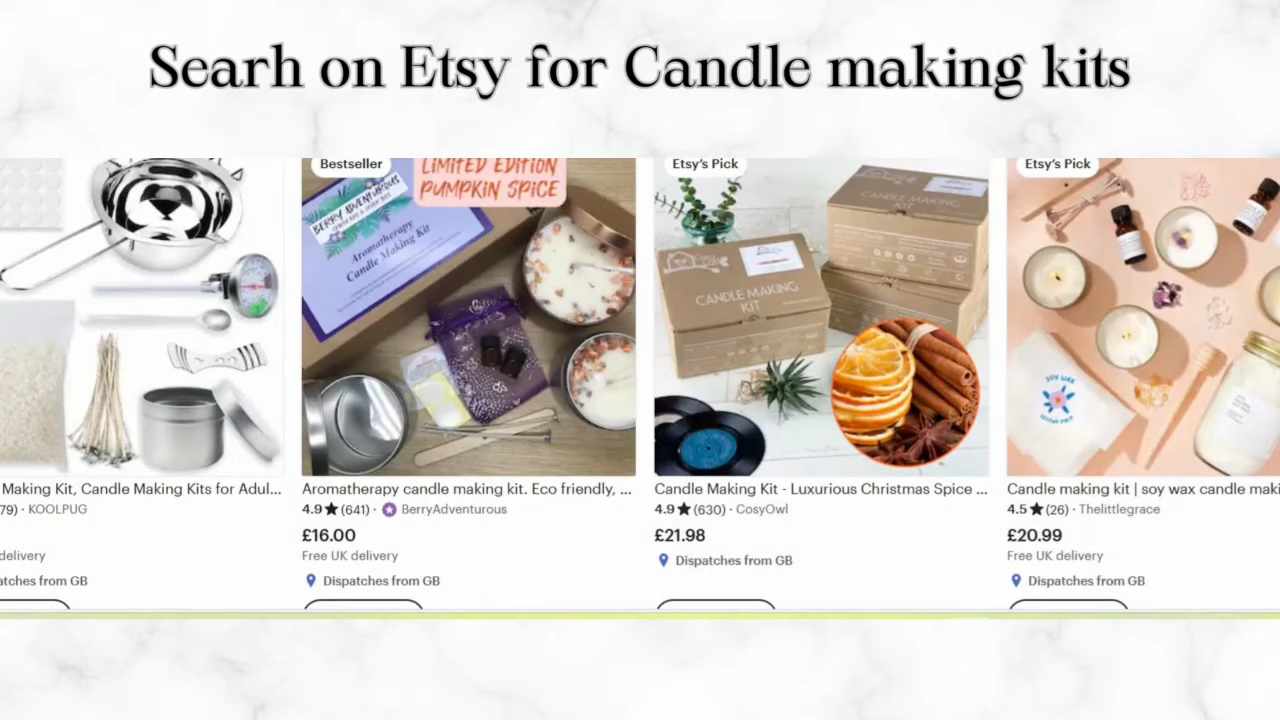 Searh on Etsy for Candle making kits
Bestseller
Etsy's Pick
Etsy's Pick
LIMITED EDITION
PUMPKIN SPICE
BERRY ADVENTUROUS
Aromatherapy
Candle Making Kit
CANDLE MAKING
KIT
CANDLE MAKING
KIT
Making Kit, Candle Making Kits for Adul...
79) · KOOLPUG
delivery
atches from GB
Aromatherapy candle making kit. Eco friendly, ...
4.9★(641) · BerryAdventurous
£16.00
Free UK delivery
Dispatches from GB
Candle Making Kit - Luxurious Christmas Spice ...
4.9★(630) · CosyOwl
£21.98
Dispatches from GB
Candle making kit | soy wax candle maki
4.5★(26) · Thelittlegrace
£20.99
Free UK delivery
Dispatches from GB